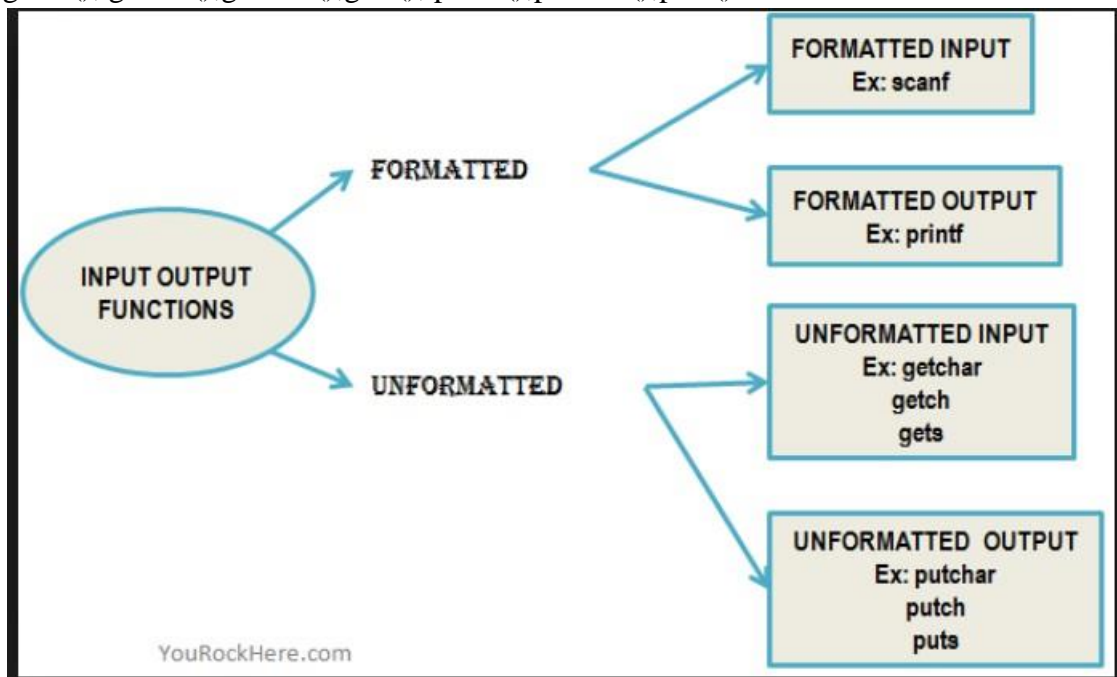 INPUT OUTPUT
FUNCTIONS
FORMATTED
UNFORMATTED
FORMATTED INPUT
Ex: scanf
FORMATTED OUTPUT
Ex: printf
UNFORMATTED INPUT
Ex: getchar
getch
gets
UNFORMATTED OUTPUT
Ex: putchar
putch
puts
YouRockHere.com